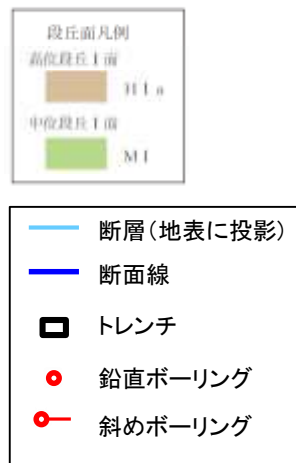 段丘面凡例
高位段丘Ⅰ面
HⅠa
中位段丘Ⅰ面
MⅠ
断層(地表に投影)
断面線
トレンチ
鉛直ボーリング
斜めボーリング